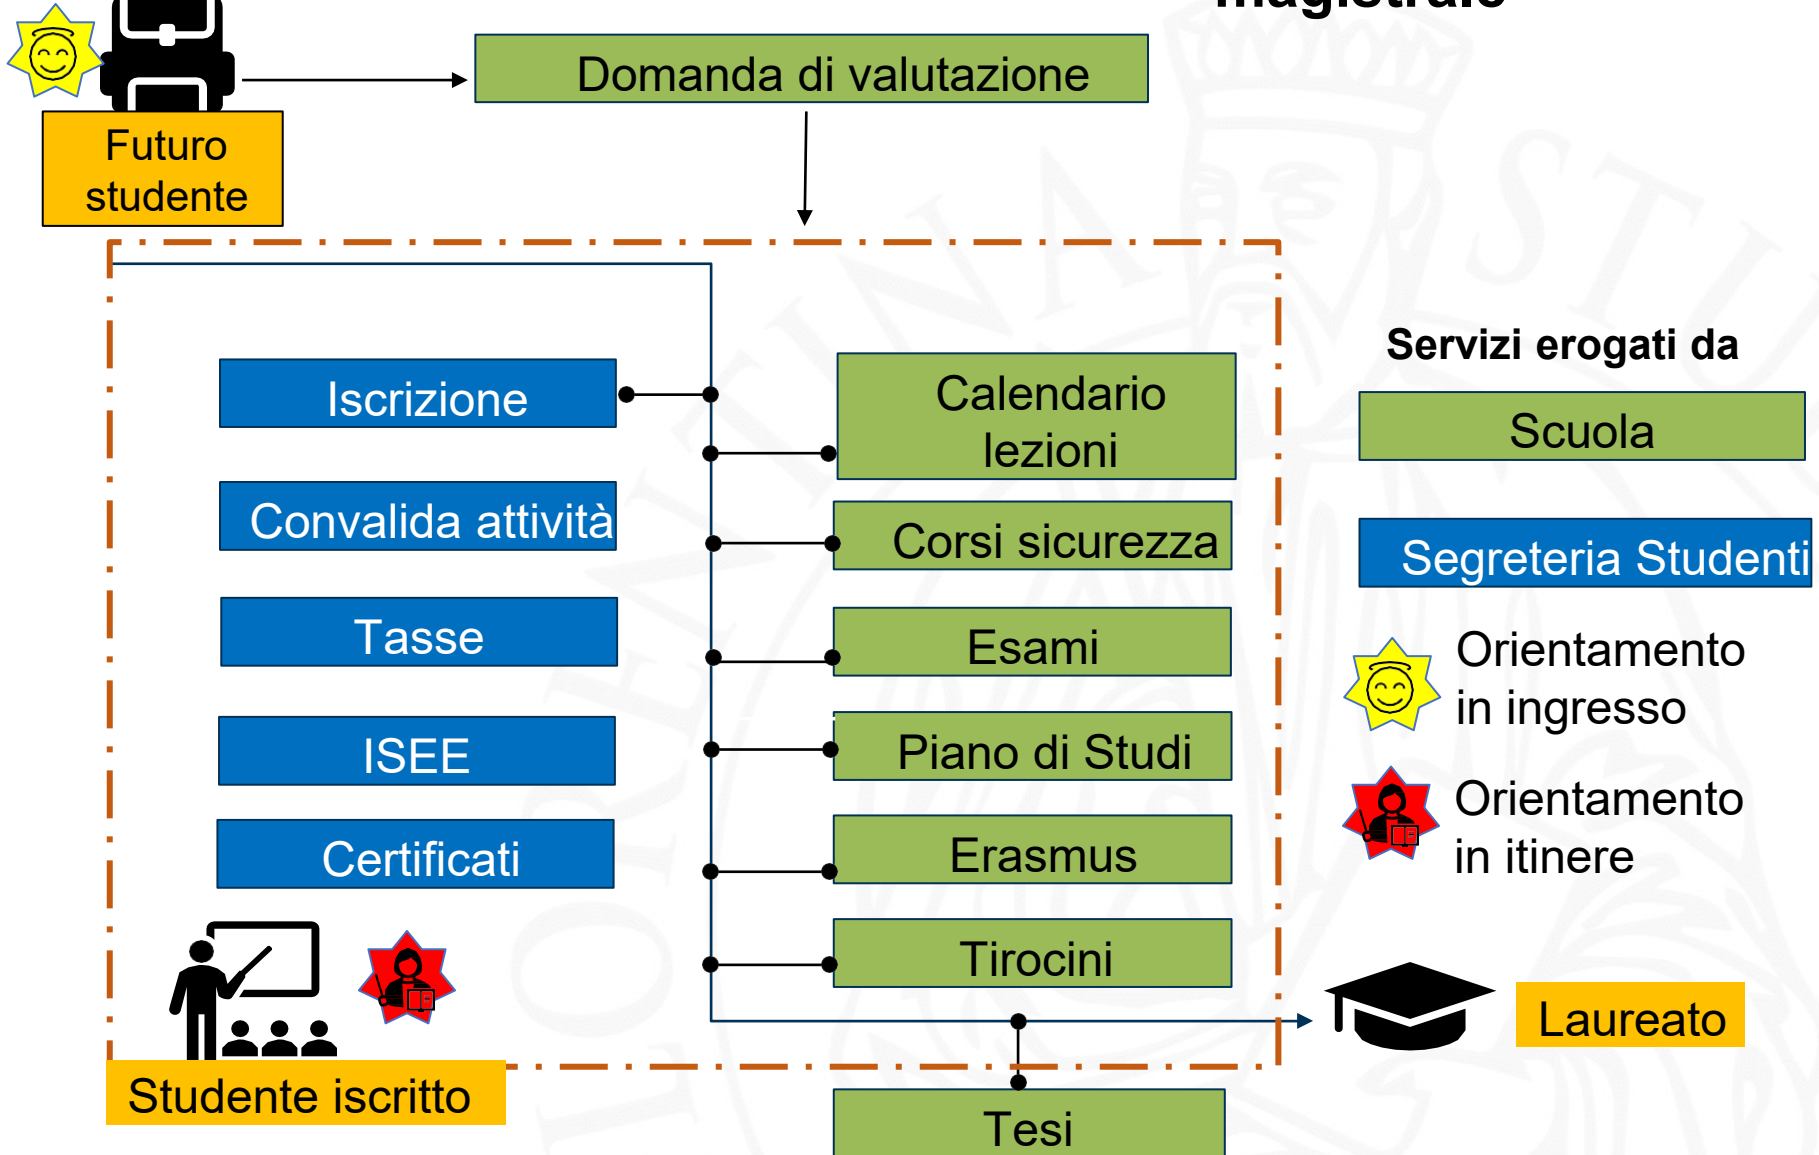 magistrale
Domanda di valutazione
Futuro
studente
Iscrizione
Convalida attività
Tasse
ISEE
Certificati
Studente iscritto
Calendario
lezioni
Corsi sicurezza
Esami
Piano di Studi
Erasmus
Tirocini
Tesi
Servizi erogati da
Scuola
Segreteria Studenti
Orientamento
in ingresso
Orientamento
in itinere
Laureato